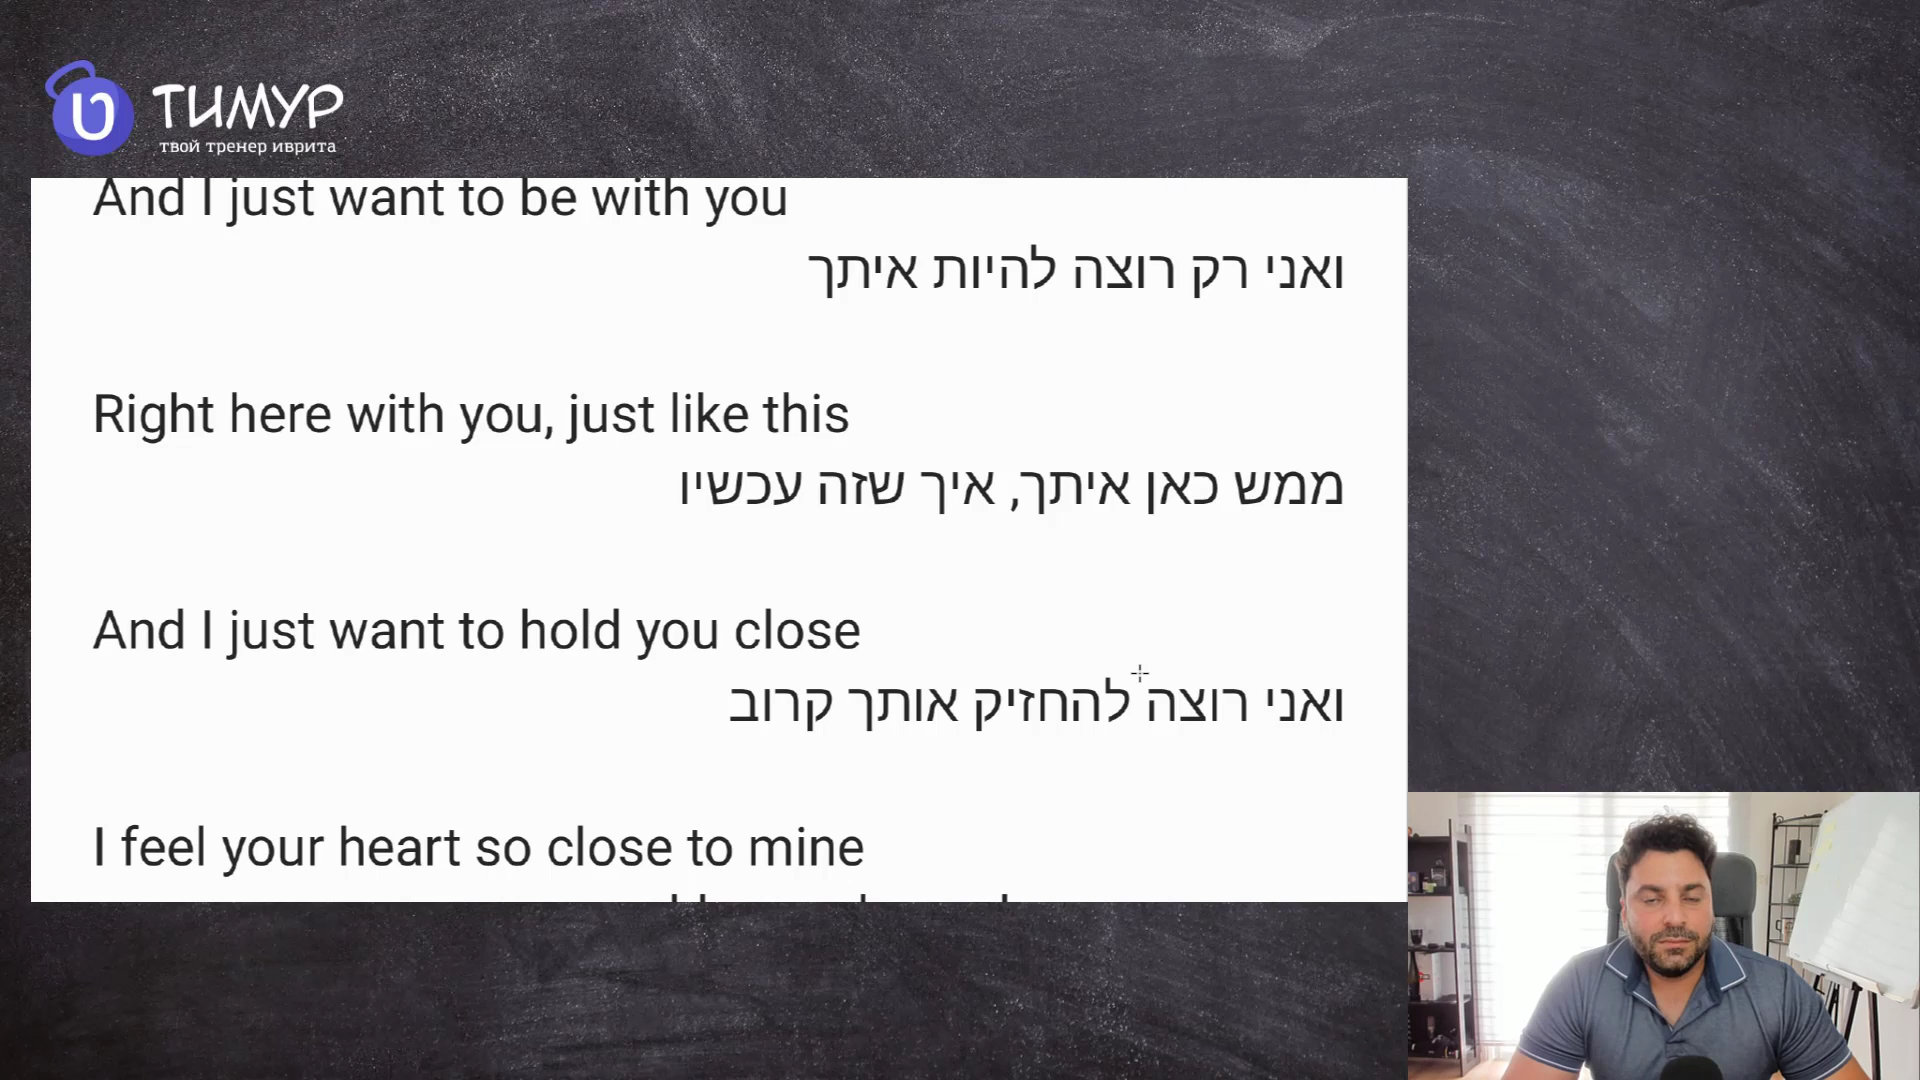 ТИМУР
твой тренер иврита
And I just want to be with you
ואני רק רוצה להיות איתך
Right here with you, just like this
ממש כאן איתך, איך שזה עכשיו
And I just want to hold you close
ואני רוצה להחזיק אותך קרוב
I feel your heart so close to mine